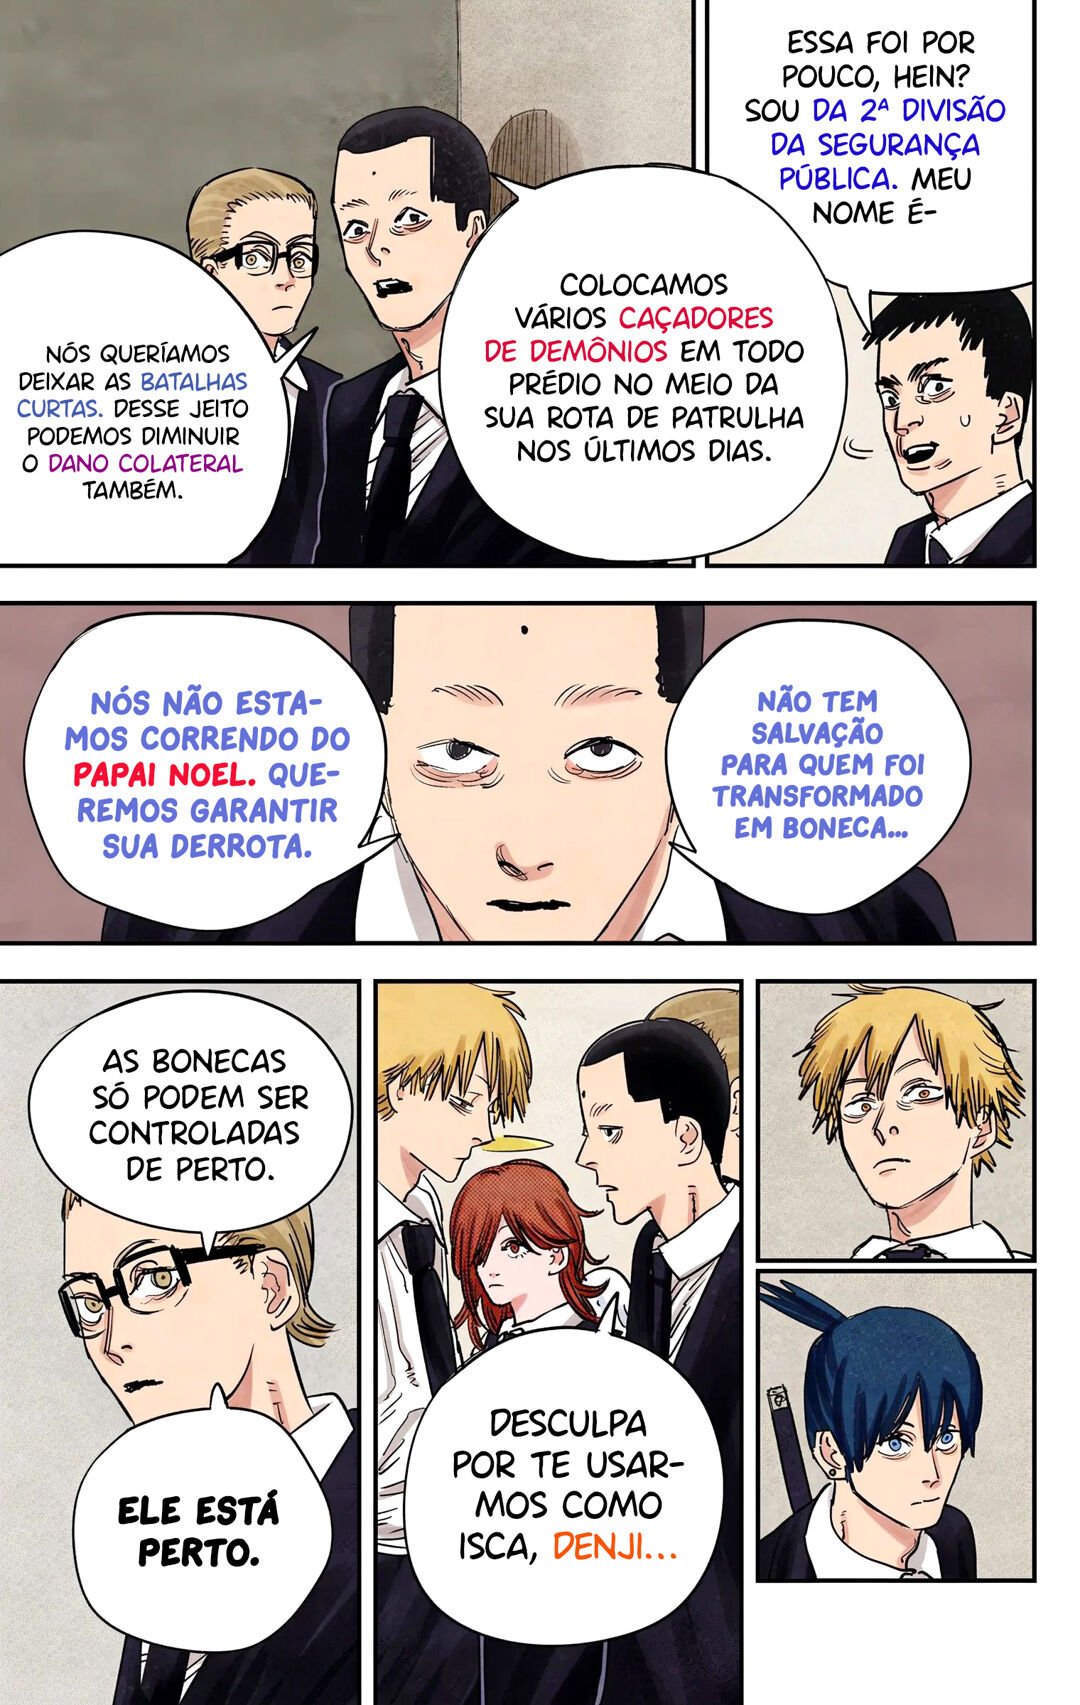 ESSA FOI POR
POUCO, HEIN?
SOU DA 2ª DIVISÃO
DA SEGURANÇA
PÚBLICA. MEU
NOME É-
COLOCAMOS
VÁRIOS CAÇADORES
DE DEMÔNIOS EM TODO
PRÉDIO NO MEIO DA
SUA ROTA DE PATRULHA
NOS ÚLTIMOS DIAS.
NÓS QUERÍAMOS
DEIXAR AS BATALHAS
CURTAS. DESSE JEITO
PODEMOS DIMINUIR
O DANO COLATERAL
TAMBÉM.
NÃO TEM
SALVAÇÃO
PARA QUEM FOI
TRANSFORMADO
EM BONECA...
NÓS NÃO ESTA-
MOS CORRENDO DO
PAPAI NOEL. QUE-
REMOS GARANTIR
SUA DERROTA.
DESCULPA
POR TE USAR-
MOS COMO
ISCA, DENJI...
AS BONECAS
SÓ PODEM SER
CONTROLADAS
DE PERTO.
ELE ESTÁ
PERTO.